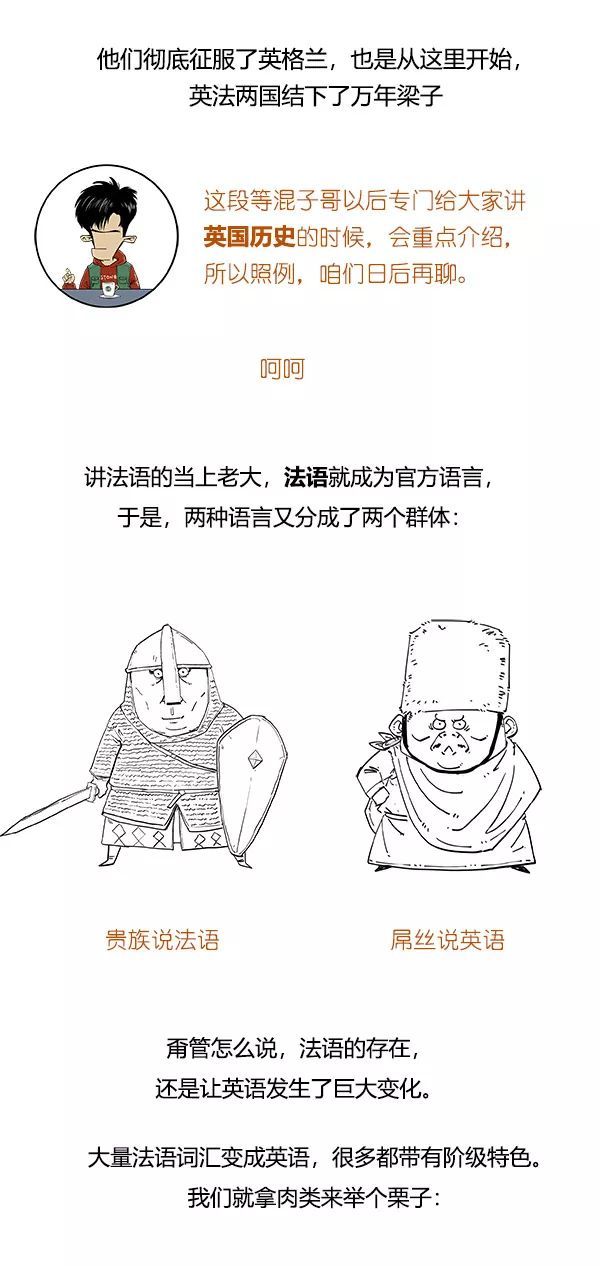 他们彻底征服了英格兰，也是从这里开始，
英法两国结下了万年梁子
这段等混子哥以后专门给大家讲
英国历史的时候，会重点介绍，
所以照例，咱们日后再聊。
STONE
呵呵
讲法语的当上老大，法语就成为官方语言，
于是，两种语言又分成了两个群体：
贵族说法语
屌丝说英语
甭管怎么说，法语的存在，
还是让英语发生了巨大变化。
大量法语词汇变成英语，很多都带有阶级特色。
我们就拿肉类来举个栗子：